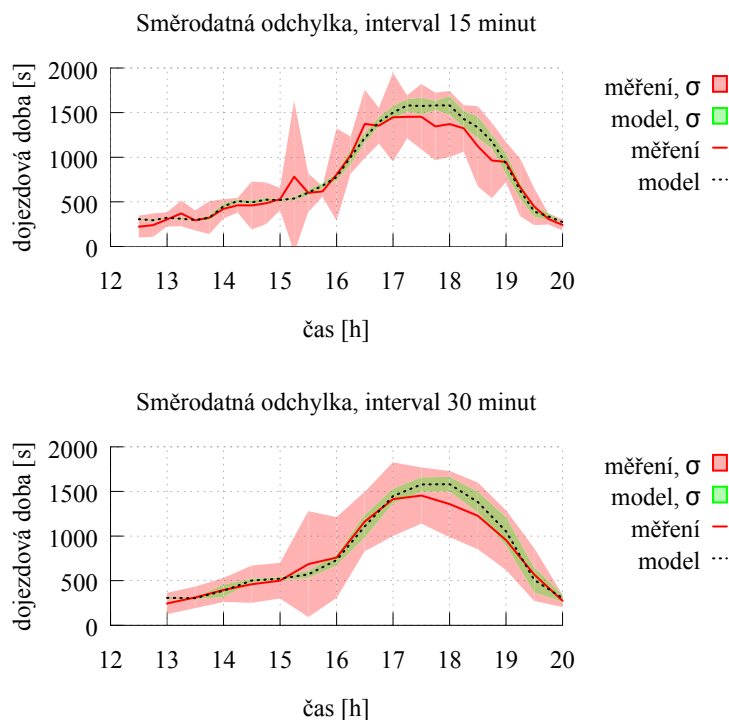 Směrodatná odchylka, interval 15 minut
dojezdová doba [s]
2000
1500
1000
500
0
12 13 14 15 16 17 18 19 20
čas [h]
měření, σ
model, σ
měření
model
Směrodatná odchylka, interval 30 minut
dojezdová doba [s]
2000
1500
1000
500
0
12 13 14 15 16 17 18 19 20
čas [h]
měření, σ
model, σ
měření
model